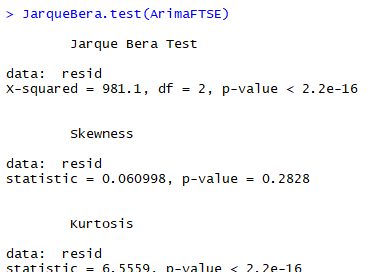 > JarqueBera.test(ArimaFTSE)
Jarque Bera Test
data:  resid
X-squared = 981.1, df = 2, p-value < 2.2e-16
Skewness
data:  resid
statistic = 0.060998, p-value = 0.2828
Kurtosis
data:  resid
statistic = 6.5559, p-value < 2.2e-16